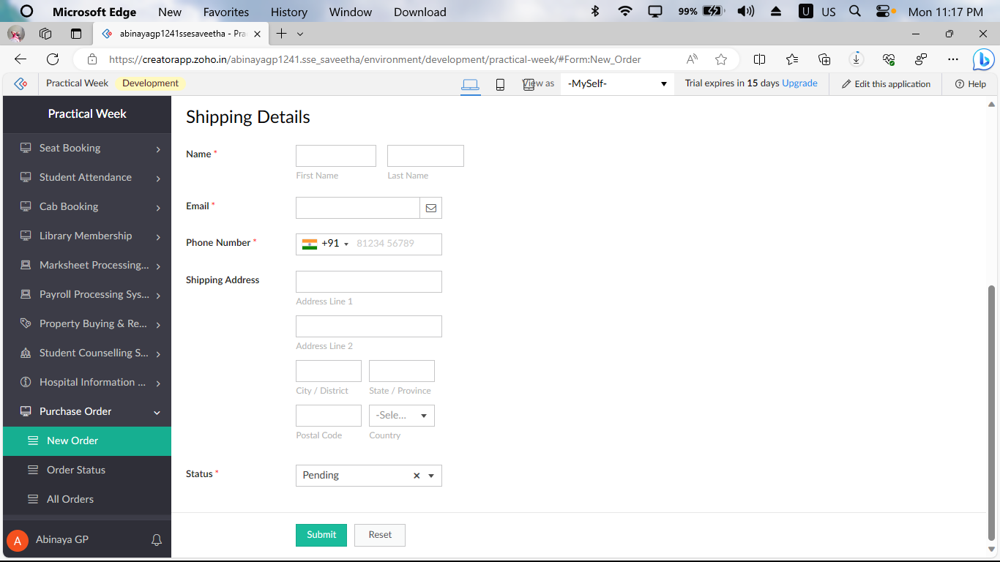 Microsoft Edge New Favorites History Window Download 99% U US Mon 11:17 PM
abinayagp1241ssesaveetha - Pra
https://creatorapp.zoho.in/abinayagp1241.sse_saveetha/environment/development/practical-week/#Form:New_Order
Practical Week Development View as -MySelf- Trial expires in 15 days Upgrade Edit this application Help
Practical Week
Seat Booking
Student Attendance
Cab Booking
Library Membership
Marksheet Processing...
Payroll Processing Sys...
Property Buying & Re...
Student Counselling S...
Hospital Information ...
Purchase Order
New Order
Order Status
All Orders
A Abinaya GP
Shipping Details
Name *
First Name Last Name
Email *
Phone Number * +91 81234 56789
Shipping Address
Address Line 1
Address Line 2
City / District State / Province
-Sele...
Postal Code Country
Status * Pending
Submit Reset